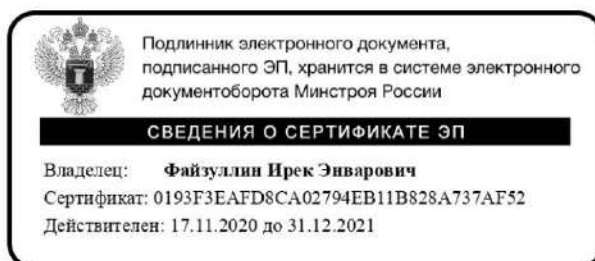 Подлинник электронного документа,
подписанного ЭП, хранится в системе электронного
документооборота Минстроя России
СВЕДЕНИЯ О СЕРТИФИКАТЕ ЭП
Владелец: Файзуллин Ирек Энварович
Сертификат: 0193F3EAFD8CA02794EB11B828A737AF52
Действителен: 17.11.2020 до 31.12.2021